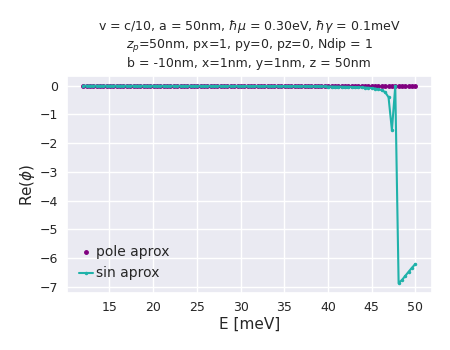 v = c/10, a = 50nm, ℏμ = 0.30eV, ℏγ = 0.1meV
z_p=50nm, px=1, py=0, pz=0, Ndip = 1
b = -10nm, x=1nm, y=1nm, z = 50nm
Re(ϕ)
0
−1
−2
−3
−4
−5
−6
−7
pole aprox
sin aprox
15 20 25 30 35 40 45 50
E [meV]